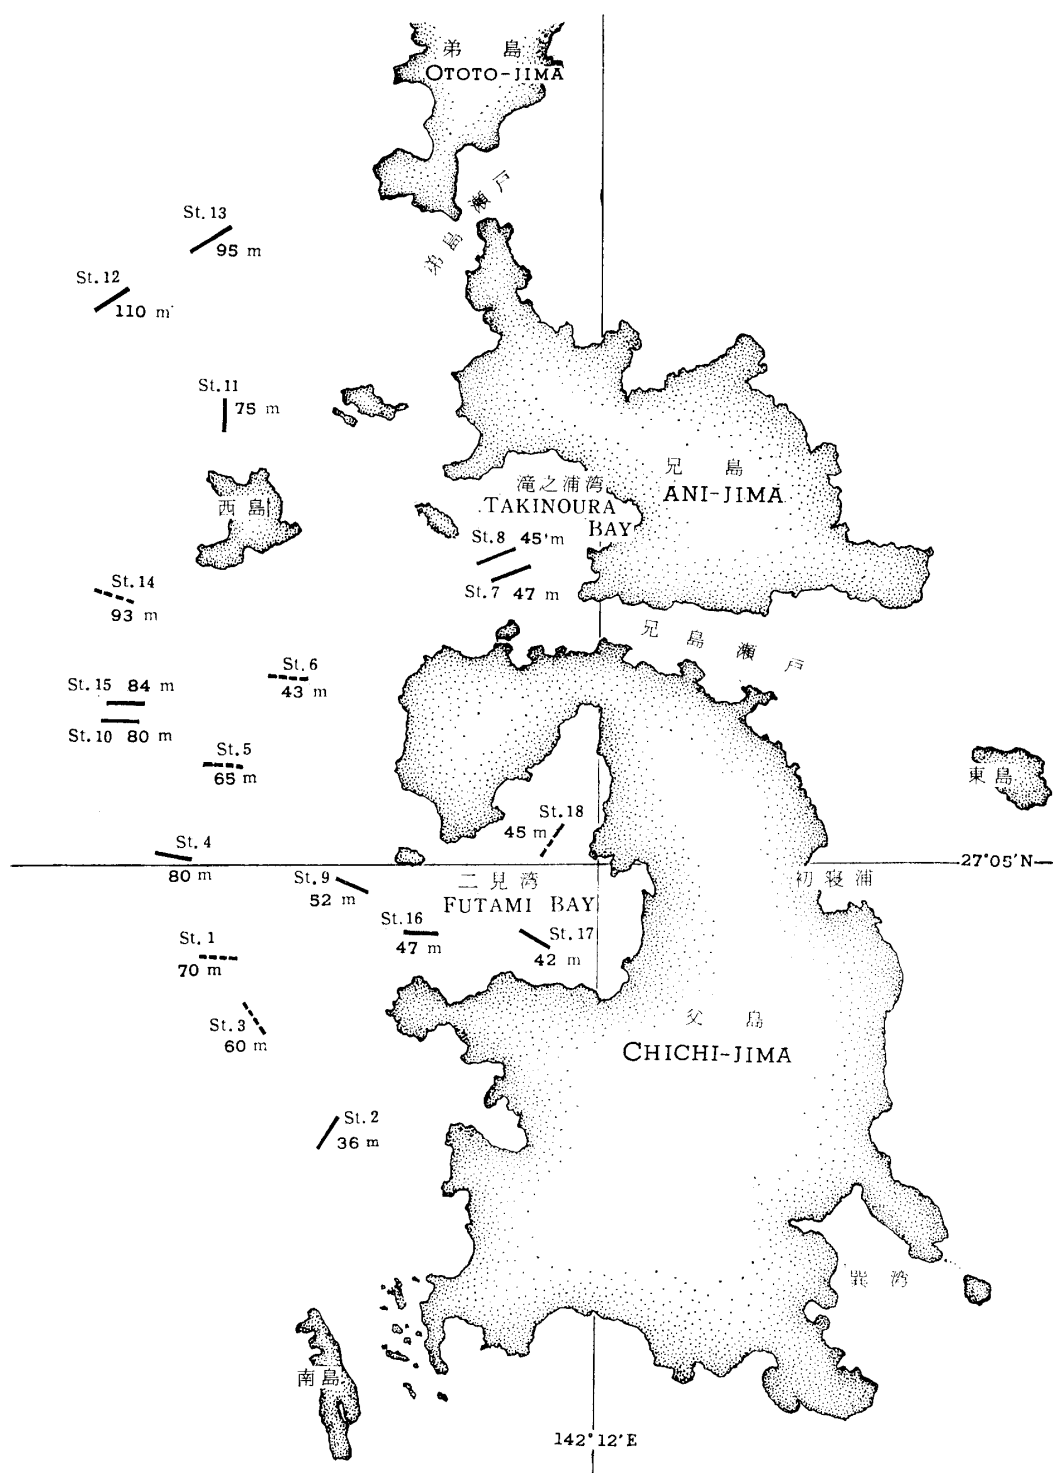 弟島
OTOTO-JIMA
弟島瀬戸
St.13
95 m
St.12
110 m
St.11
75 m
兄島
ANI-JIMA
滝之浦湾
TAKINOURA
BAY
西島
St.8 45 m
St.7 47 m
St.14
93 m
兄島瀬戸
St.6
43 m
St.15 84 m
St.10 80 m
St.5
65 m
東島
St.18
45 m
St.4
80 m
27°05'N
St.9
52 m
二見湾
FUTAMI BAY
初寝浦
St.16
47 m
St.17
42 m
St.1
70 m
St.3
60 m
父島
CHICHI-JIMA
St.2
36 m
巽湾
南島
142°12'E